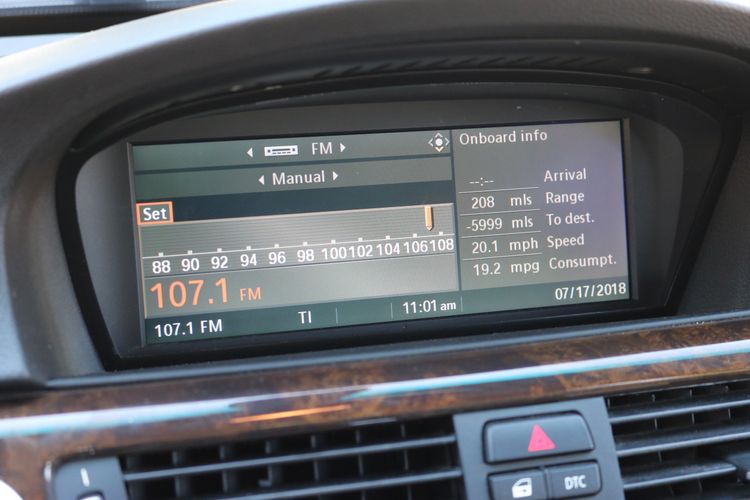 FM
Manual
Set
88 90 92 94 96 98 100 102 104 106 108
107.1 FM
107.1 FM TI 11:01 am
Onboard info
--:-- Arrival
208 mls Range
-5999 mls To dest.
20.1 mph Speed
19.2 mpg Consumpt.
07/17/2018
DTC